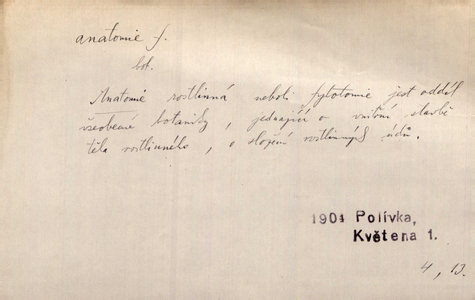 anatomie f.
bot.
Anatomie rostlinná neboli fytotomie jest oddíl
všeobecné botaniky, jednající o vnitřní stavbě
těla rostlinného, o složení rostlinných údů.
1901 Polívka,
Květena 1.
4, 13.